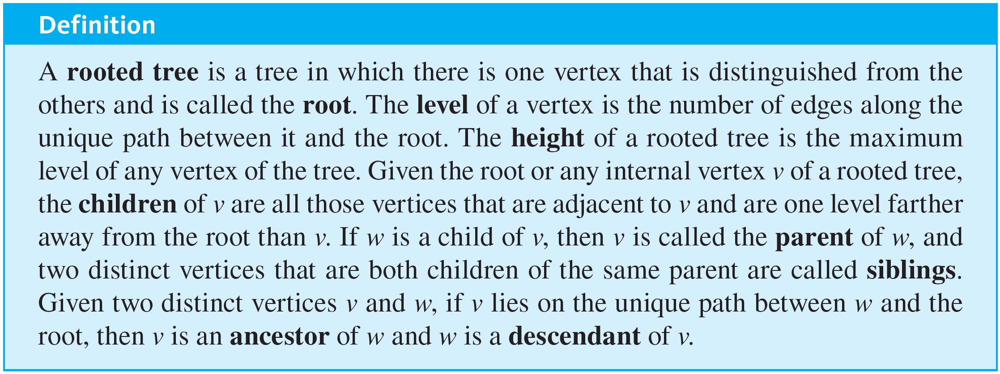 Definition
A rooted tree is a tree in which there is one vertex that is distinguished from the
others and is called the root. The level of a vertex is the number of edges along the
unique path between it and the root. The height of a rooted tree is the maximum
level of any vertex of the tree. Given the root or any internal vertex v of a rooted tree,
the children of v are all those vertices that are adjacent to v and are one level farther
away from the root than v. If w is a child of v, then v is called the parent of w, and
two distinct vertices that are both children of the same parent are called siblings.
Given two distinct vertices v and w, if v lies on the unique path between w and the
root, then v is an ancestor of w and w is a descendant of v.